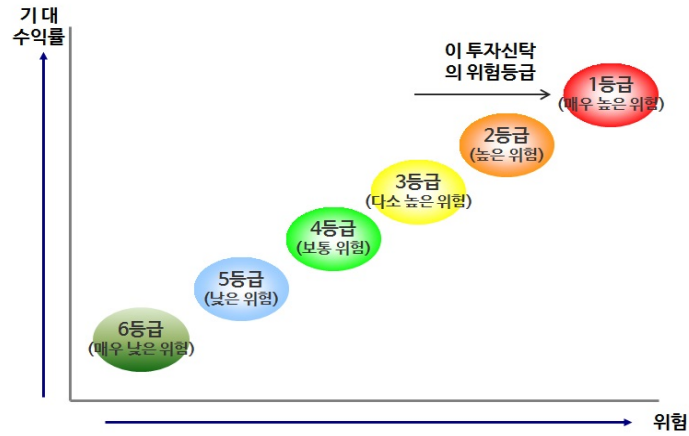 기 대
수익률
이 투자신탁
의 위험등급
1등급
(매우 높은 위험)
2등급
(높은 위험)
3등급
(다소 높은 위험)
4등급
(보통 위험)
5등급
(낮은 위험)
6등급
(매우 낮은 위험)
위험